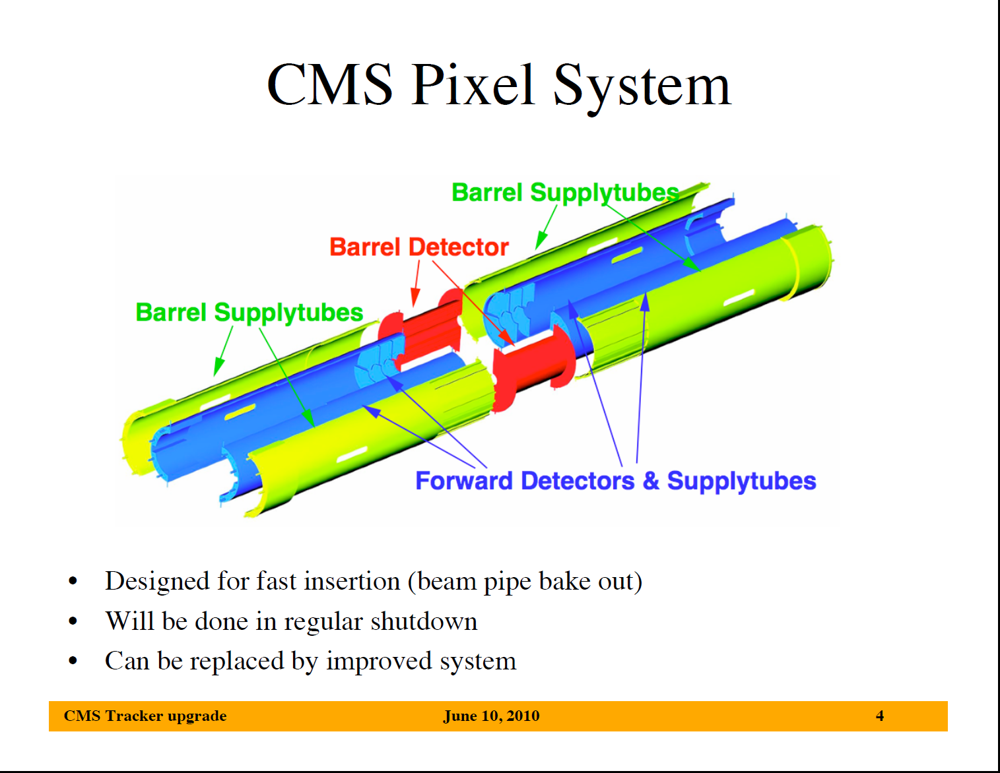 CMS Pixel System
Barrel Supplytubes
Barrel Detector
Barrel Supplytubes
Forward Detectors & Supplytubes
• Designed for fast insertion (beam pipe bake out)
• Will be done in regular shutdown
• Can be replaced by improved system
CMS Tracker upgrade June 10, 2010 4